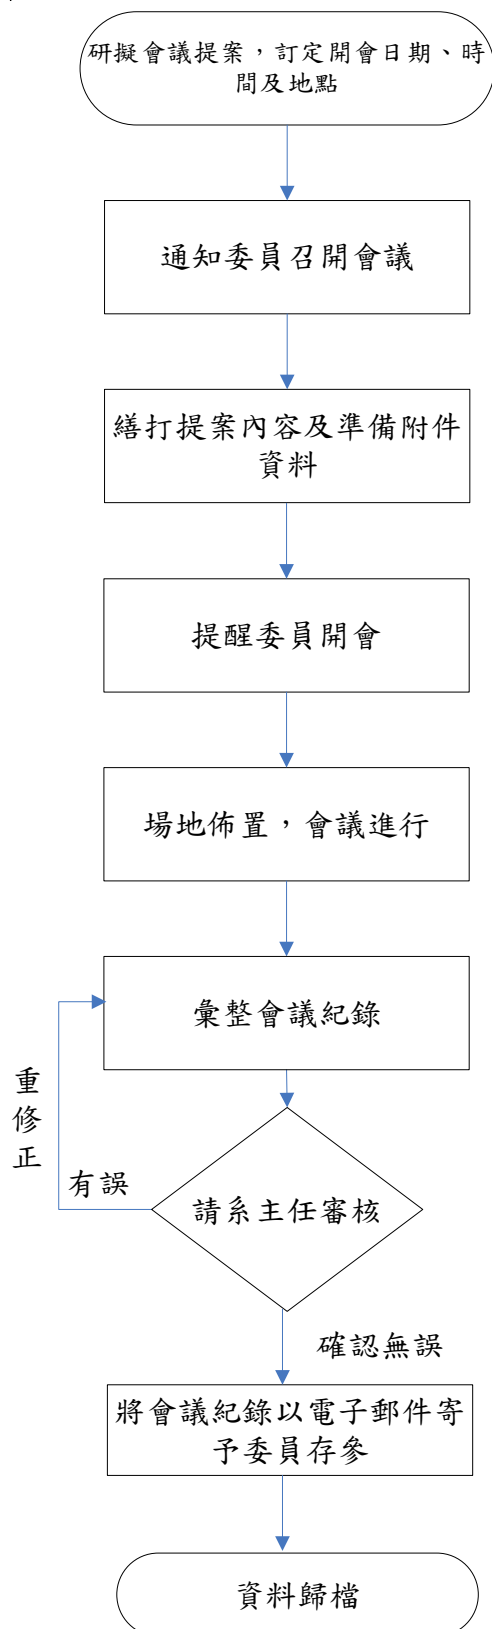 研擬會議提案，訂定開會日期、時
間及地點
通知委員召開會議
繕打提案內容及準備附件
資料
提醒委員開會
場地佈置，會議進行
彙整會議紀錄
重
修
正
有誤
請系主任審核
確認無誤
將會議紀錄以電子郵件寄
予委員存參
資料歸檔